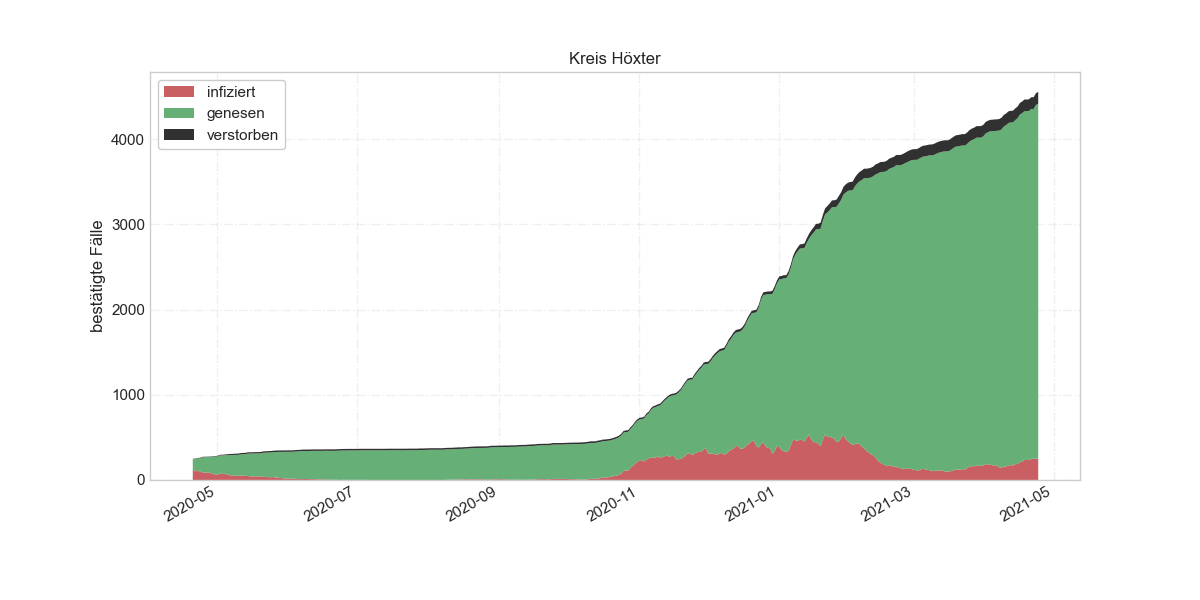 Kreis Höxter
infiziert
genesen
verstorben
bestätigte Fälle
4000
3000
2000
1000
0
2020-05
2020-07
2020-09
2020-11
2021-01
2021-03
2021-05